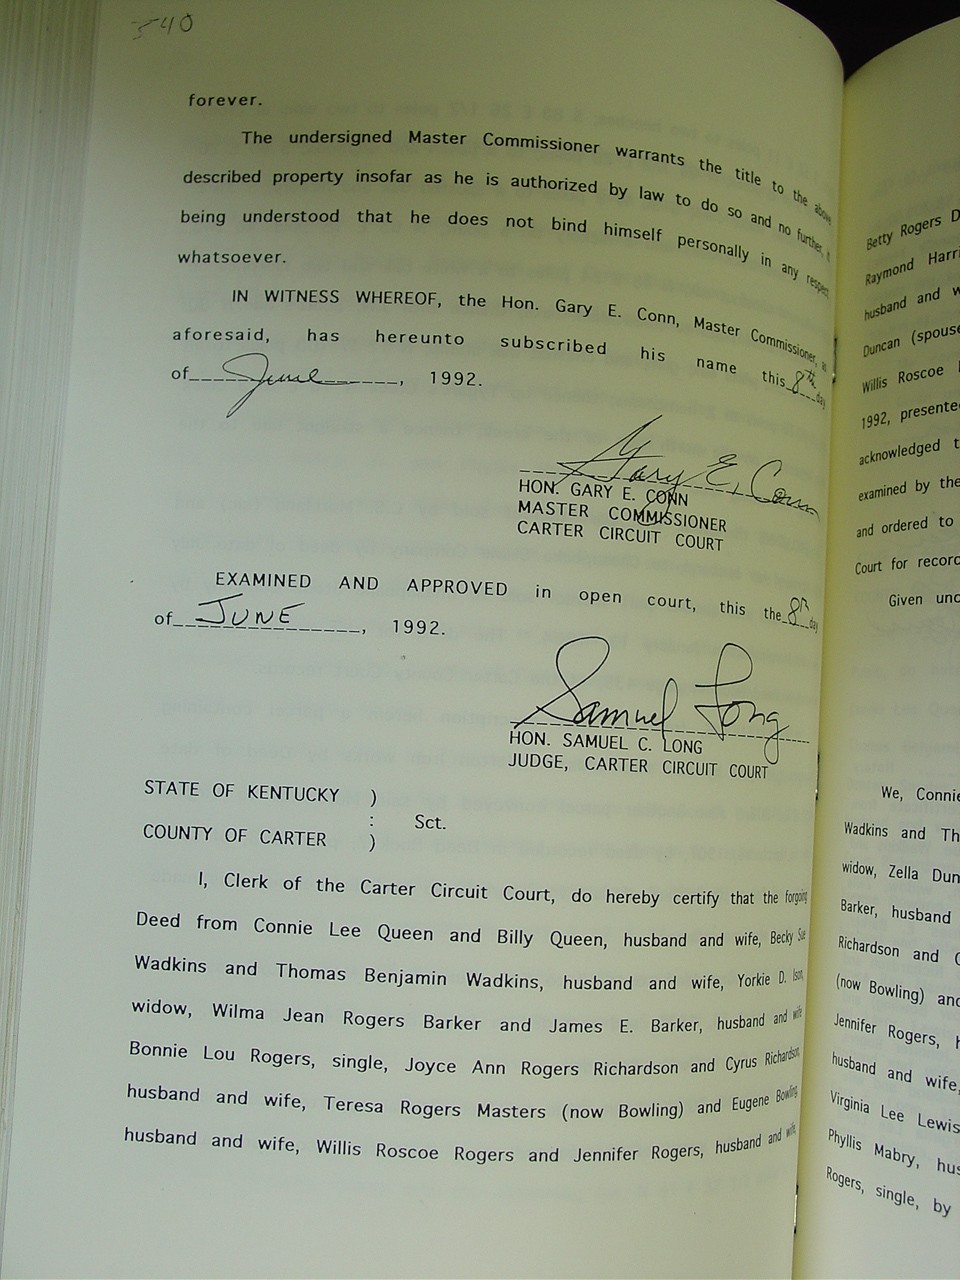 540
forever.
The undersigned Master Commissioner warrants the title to the above
described property insofar as he is authorized by law to do so and no further, it
being understood that he does not bind himself personally in any respect
whatsoever.
IN WITNESS WHEREOF, the Hon. Gary E. Conn, Master Commissioner, as
aforesaid, has hereunto subscribed his name this 8th day
of June, 1992.
Gary E. Conn
HON. GARY E. CONN
MASTER COMMISSIONER
CARTER CIRCUIT COURT
EXAMINED AND APPROVED in open court, this the 8th day
of JUNE, 1992.
Samuel Long
HON. SAMUEL C. LONG
JUDGE, CARTER CIRCUIT COURT
STATE OF KENTUCKY )
: Sct.
COUNTY OF CARTER )
I, Clerk of the Carter Circuit Court, do hereby certify that the forgoing
Deed from Connie Lee Queen and Billy Queen, husband and wife, Becky Sue
Wadkins and Thomas Benjamin Wadkins, husband and wife, Yorkie D. Ison,
widow, Wilma Jean Rogers Barker and James E. Barker, husband and wife
Bonnie Lou Rogers, single, Joyce Ann Rogers Richardson and Cyrus Richardson,
husband and wife, Teresa Rogers Masters (now Bowling) and Eugene Bowling,
husband and wife, Willis Roscoe Rogers and Jennifer Rogers, husband and wife,
Betty Rogers D
Raymond Harri
husband and w
Duncan (spouse
Willis Roscoe
1992, presented
acknowledged t
examined by the
and ordered to
Court for record
Given und
We, Connie
Wadkins and Th
widow, Zella Dun
Barker, husband
Richardson and C
(now Bowling) and
Jennifer Rogers, h
husband and wife,
Virginia Lee Lewis
Phyllis Mabry, hus
Rogers, single, by